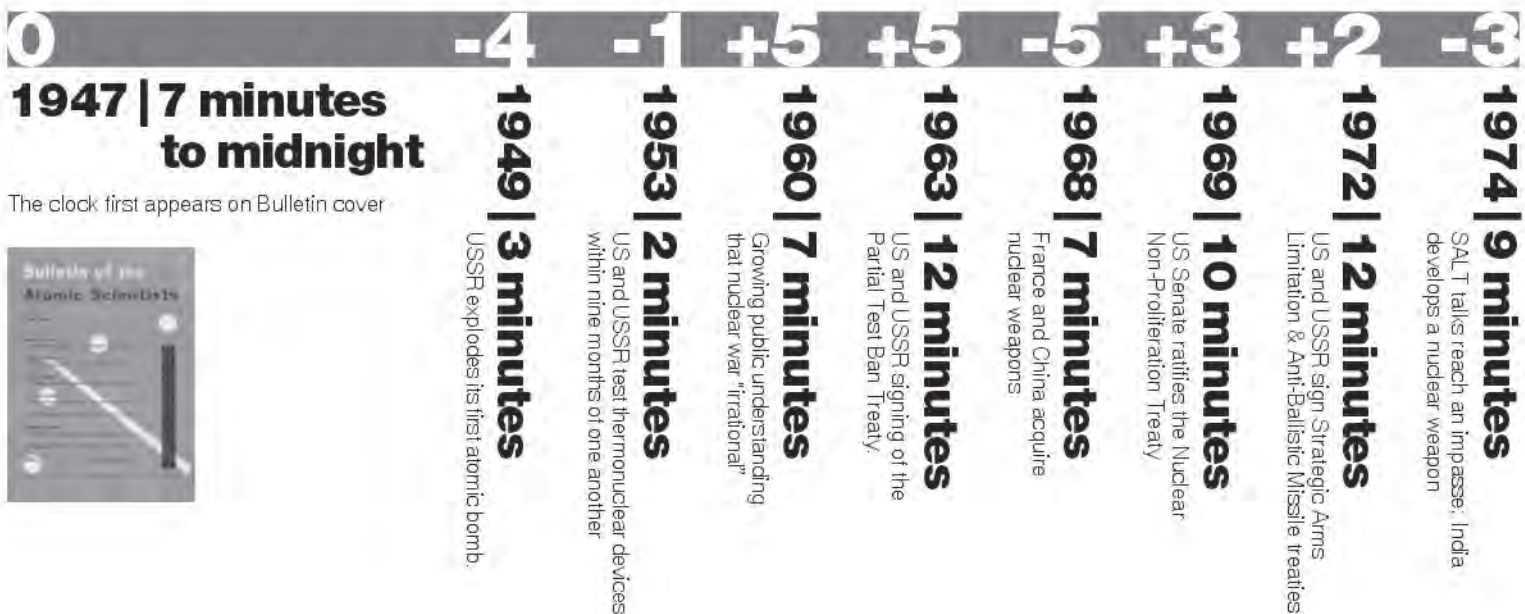 0
-4
-1
+5
+5
-5
+3
+2
-3
1947 | 7 minutes
to midnight
The clock first appears on Bulletin cover
Bulletin of the
Atomic Scientists
1949 | 3 minutes
USSR explodes its first atomic bomb.
1953 | 2 minutes
US and USSR test thermonuclear devices
within nine months of one another
1960 | 7 minutes
Growing public understanding
that nuclear war "irrational"
1963 | 12 minutes
US and USSR signing of the
Partial Test Ban Treaty.
1968 | 7 minutes
France and China acquire
nuclear weapons
1969 | 10 minutes
US Senate ratifies the Nuclear
Non-Proliferation Treaty
1972 | 12 minutes
US and USSR sign Strategic Arms
Limitation & Anti-Ballistic Missile treaties
1974 | 9 minutes
SALT talks reach an impasse; India
develops a nuclear weapon